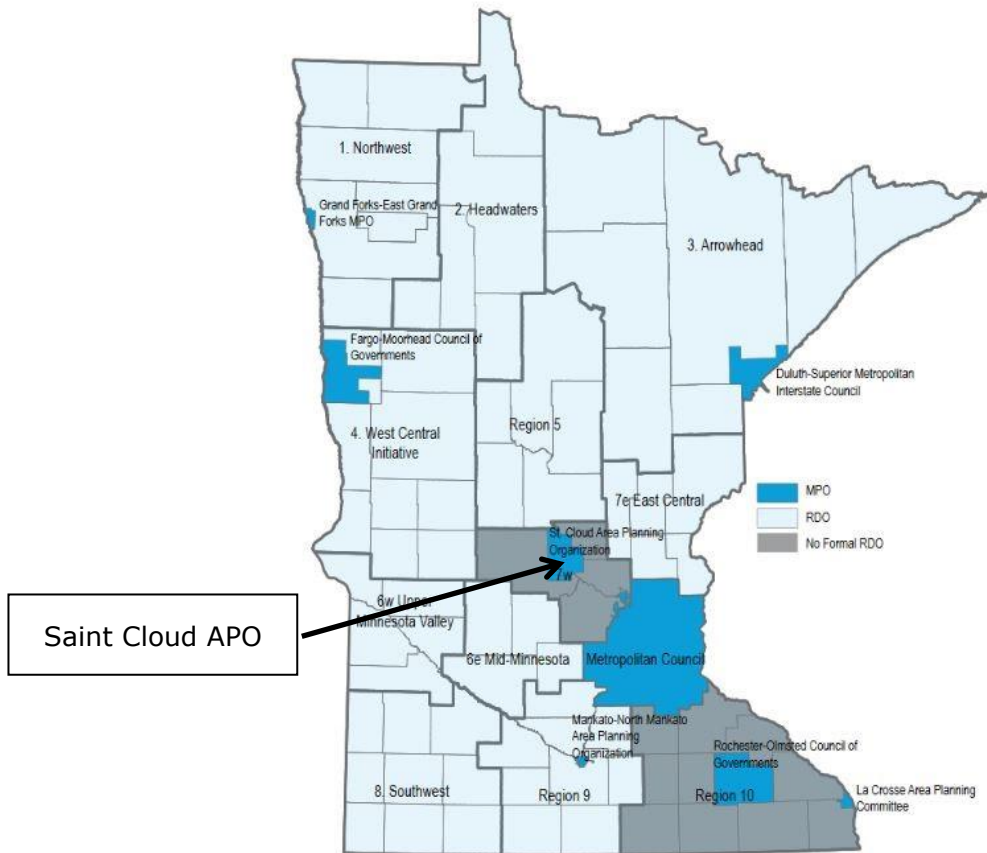 1. Northwest
Grand Forks-East Grand
Forks MPO
2. Headwaters
3. Arrowhead
Fargo-Moorhead Council of
Governments
Duluth-Superior Metropolitan
Interstate Council
4. West Central
Initiative
Region 5
7e East Central
MPO
RDO
No Formal RDO
St. Cloud Area Planning
Organization
7w
Saint Cloud APO
6w Upper
Minnesota Valley
6e Mid-Minnesota
Metropolitan Council
Mankato-North Mankato
Area Planning
Organization
Rochester-Olmsted Council of
Governments
8. Southwest
Region 9
Region 10
La Crosse Area Planning
Committee